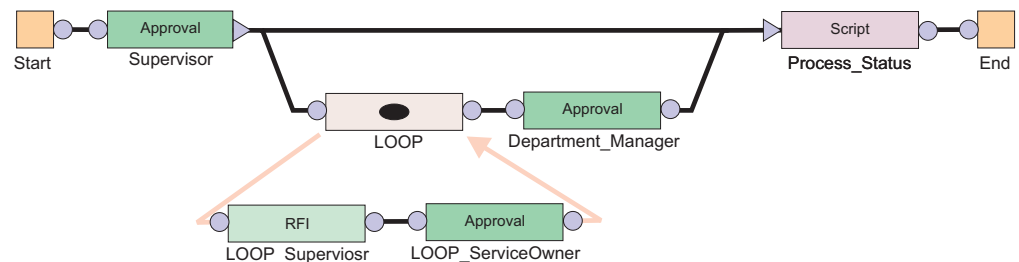 Approval
Script
Start
Supervisor
Process_Status
End
Approval
LOOP
Department_Manager
RFI
Approval
LOOP_Superviosr
LOOP_ServiceOwner